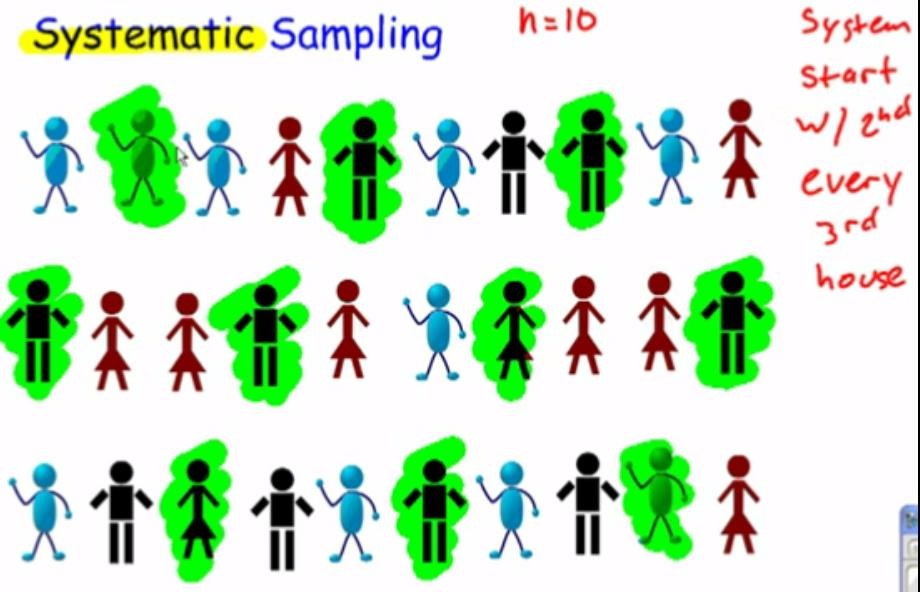 Systematic Sampling
n=10
System
Start
w/ 2nd
every
3rd
house